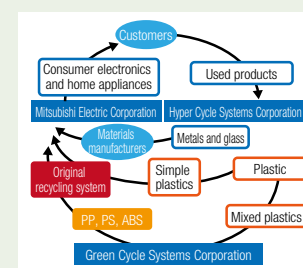 Customers
Consumer electronics
and home appliances
Used products
Mitsubishi Electric Corporation
Hyper Cycle Systems Corporation
Materials
manufacturers
Metals and glass
Original
recycling system
Simple
plastics
Plastic
PP, PS, ABS
Mixed plastics
Green Cycle Systems Corporation